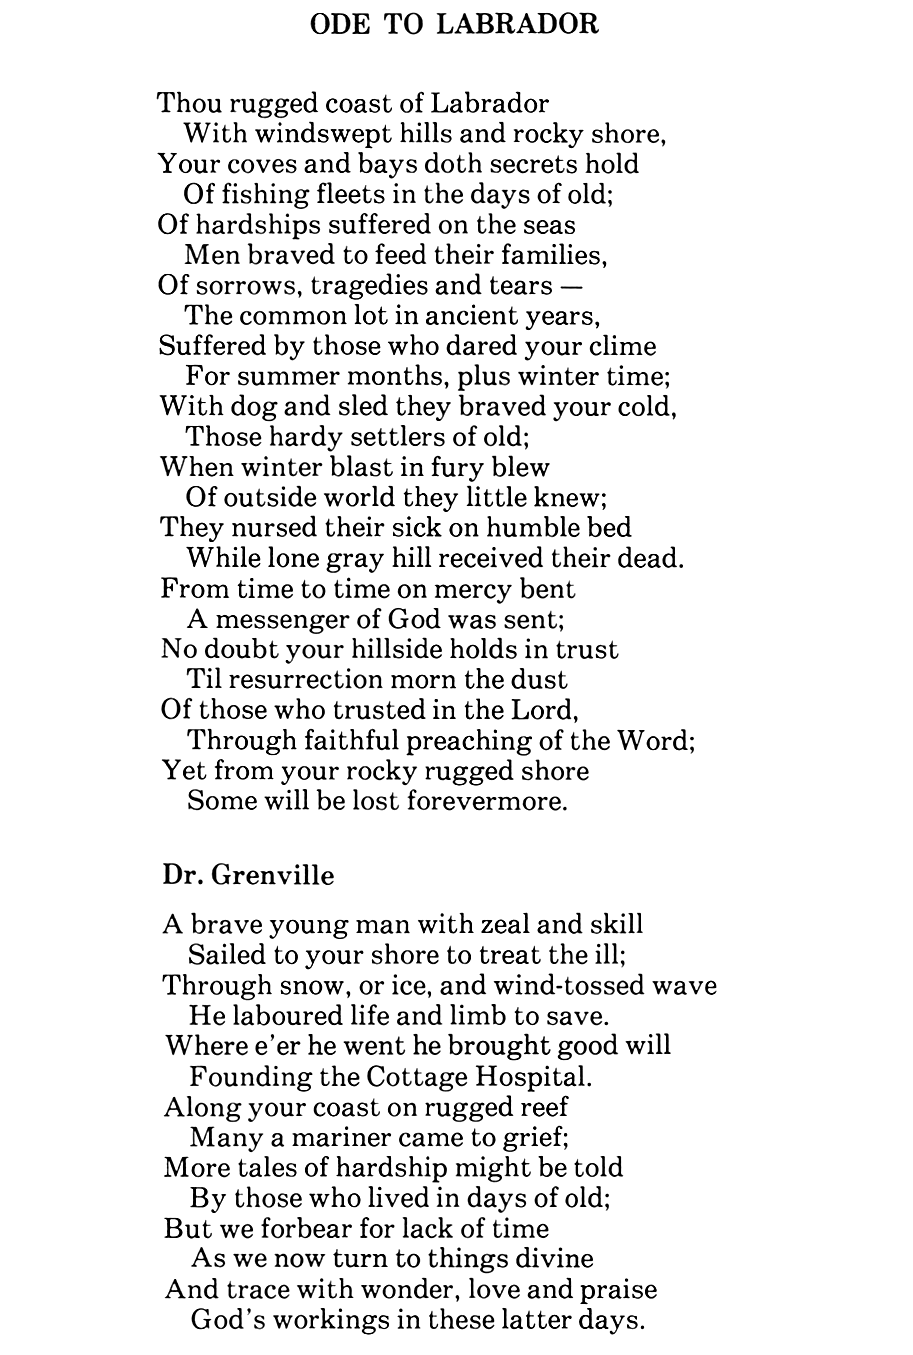 ODE TO LABRADOR
Thou rugged coast of Labrador
With windswept hills and rocky shore,
Your coves and bays doth secrets hold
Of fishing fleets in the days of old;
Of hardships suffered on the seas
Men braved to feed their families,
Of sorrows, tragedies and tears —
The common lot in ancient years,
Suffered by those who dared your clime
For summer months, plus winter time;
With dog and sled they braved your cold,
Those hardy settlers of old;
When winter blast in fury blew
Of outside world they little knew;
They nursed their sick on humble bed
While lone gray hill received their dead.
From time to time on mercy bent
A messenger of God was sent;
No doubt your hillside holds in trust
Til resurrection morn the dust
Of those who trusted in the Lord,
Through faithful preaching of the Word;
Yet from your rocky rugged shore
Some will be lost forevermore.
Dr. Grenville
A brave young man with zeal and skill
Sailed to your shore to treat the ill;
Through snow, or ice, and wind-tossed wave
He laboured life and limb to save.
Where e'er he went he brought good will
Founding the Cottage Hospital.
Along your coast on rugged reef
Many a mariner came to grief;
More tales of hardship might be told
By those who lived in days of old;
But we forbear for lack of time
As we now turn to things divine
And trace with wonder, love and praise
God's workings in these latter days.